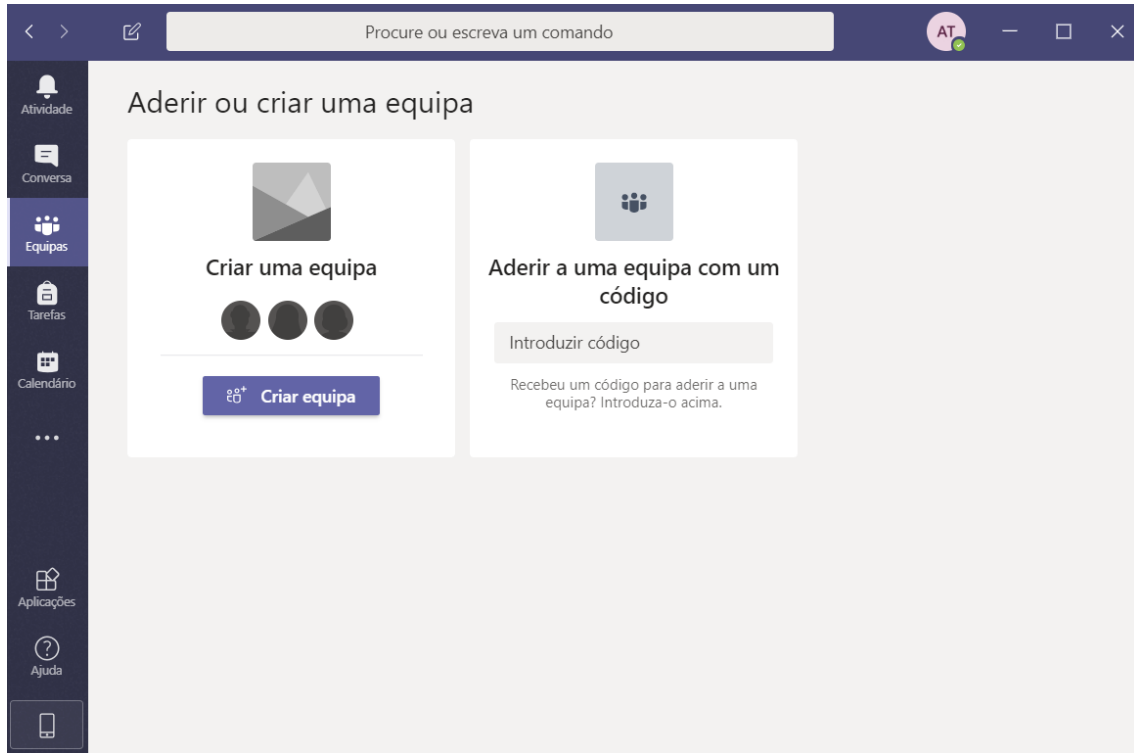 Procure ou escreva um comando
AT
Atividade
Conversa
Equipas
Tarefas
Calendário
Aplicações
Ajuda
Aderir ou criar uma equipa
Criar uma equipa
Criar equipa
Aderir a uma equipa com um
código
Introduzir código
Recebeu um código para aderir a uma
equipa? Introduza-o acima.